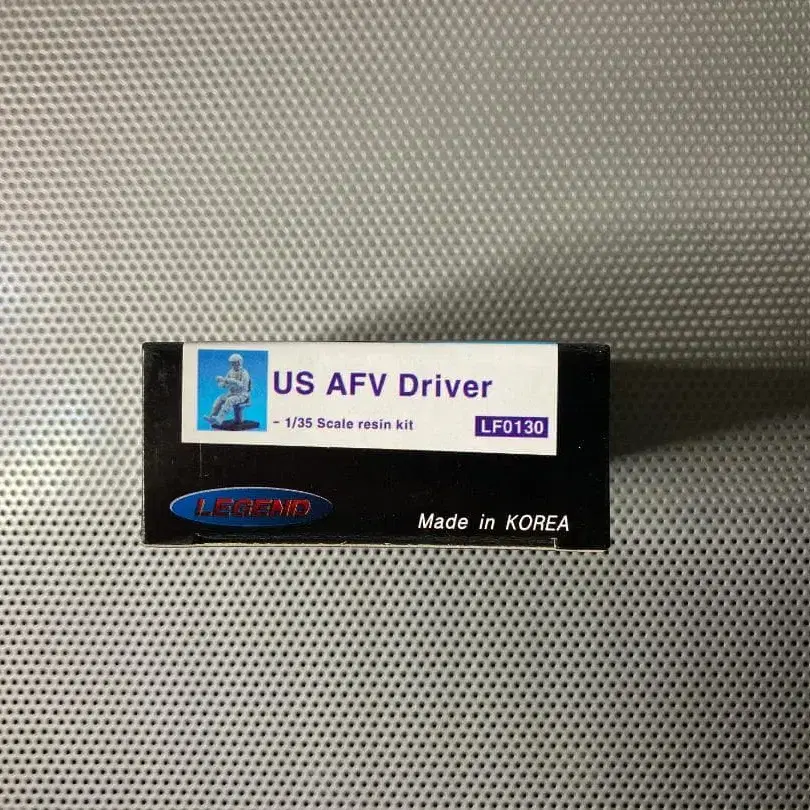 US AFV Driver
- 1/35 Scale resin kit
LF0130
LEGEND
Made in KOREA